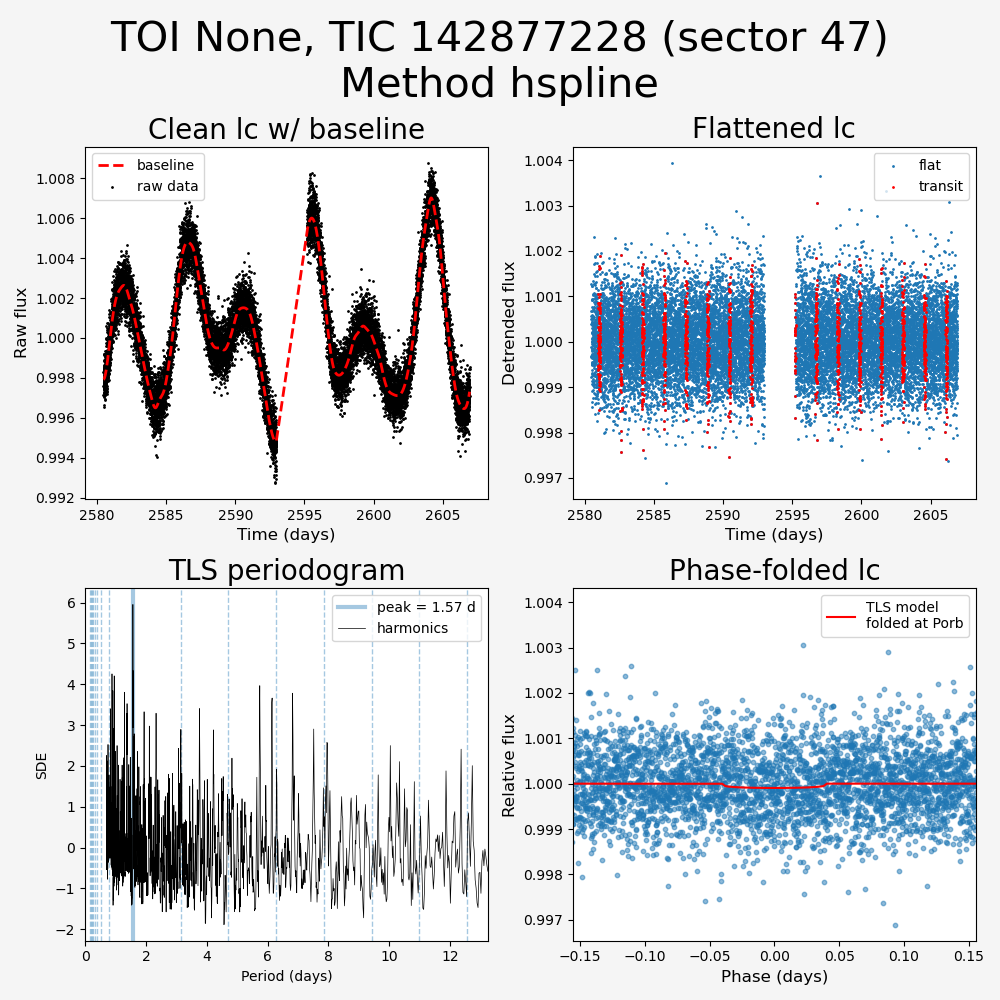 TOI None, TIC 142877228 (sector 47)
Method hspline
Clean lc w/ baseline
baseline
raw data
1.008
1.006
1.004
1.002
1.000
0.998
0.996
0.994
0.992
Raw flux
2580
2585
2590
2595
2600
2605
Time (days)
Flattened lc
flat
transit
1.004
1.003
1.002
1.001
1.000
0.999
0.998
0.997
Detrended flux
2580
2585
2590
2595
2600
2605
Time (days)
TLS periodogram
peak = 1.57 d
harmonics
6
5
4
3
2
1
0
−1
−2
SDE
0
2
4
6
8
10
12
Period (days)
Phase-folded lc
TLS model
folded at Porb
1.004
1.003
1.002
1.001
1.000
0.999
0.998
0.997
Relative flux
−0.15
−0.10
−0.05
0.00
0.05
0.10
0.15
Phase (days)